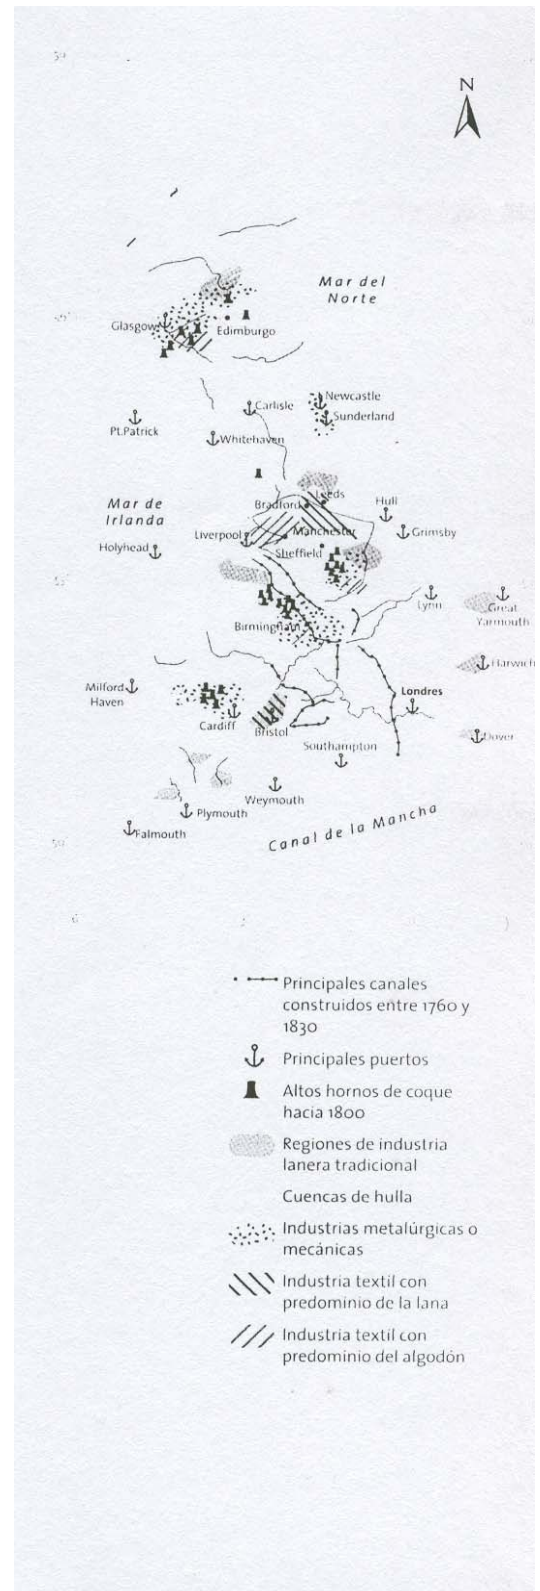 N
Mar del
Norte
Glasgow
Edimburgo
Newcastle
Carlisle
Sunderland
Pt.Patrick
Whitehaven
Mar de
Irlanda
Leeds
Bradford
Hull
Liverpool
Manchester
Grimsby
Holyhead
Sheffield
Lynn
Great
Yarmouth
Birmingham
Harwich
Milford
Haven
Londres
Cardiff
Bristol
Dover
Southampton
Weymouth
Plymouth
Falmouth
Canal de la Mancha
Principales canales
construidos entre 1760 y
1830
Principales puertos
Altos hornos de coque
hacia 1800
Regiones de industria
lanera tradicional
Cuencas de hulla
Industrias metalúrgicas o
mecánicas
Industria textil con
predominio de la lana
Industria textil con
predominio del algodón